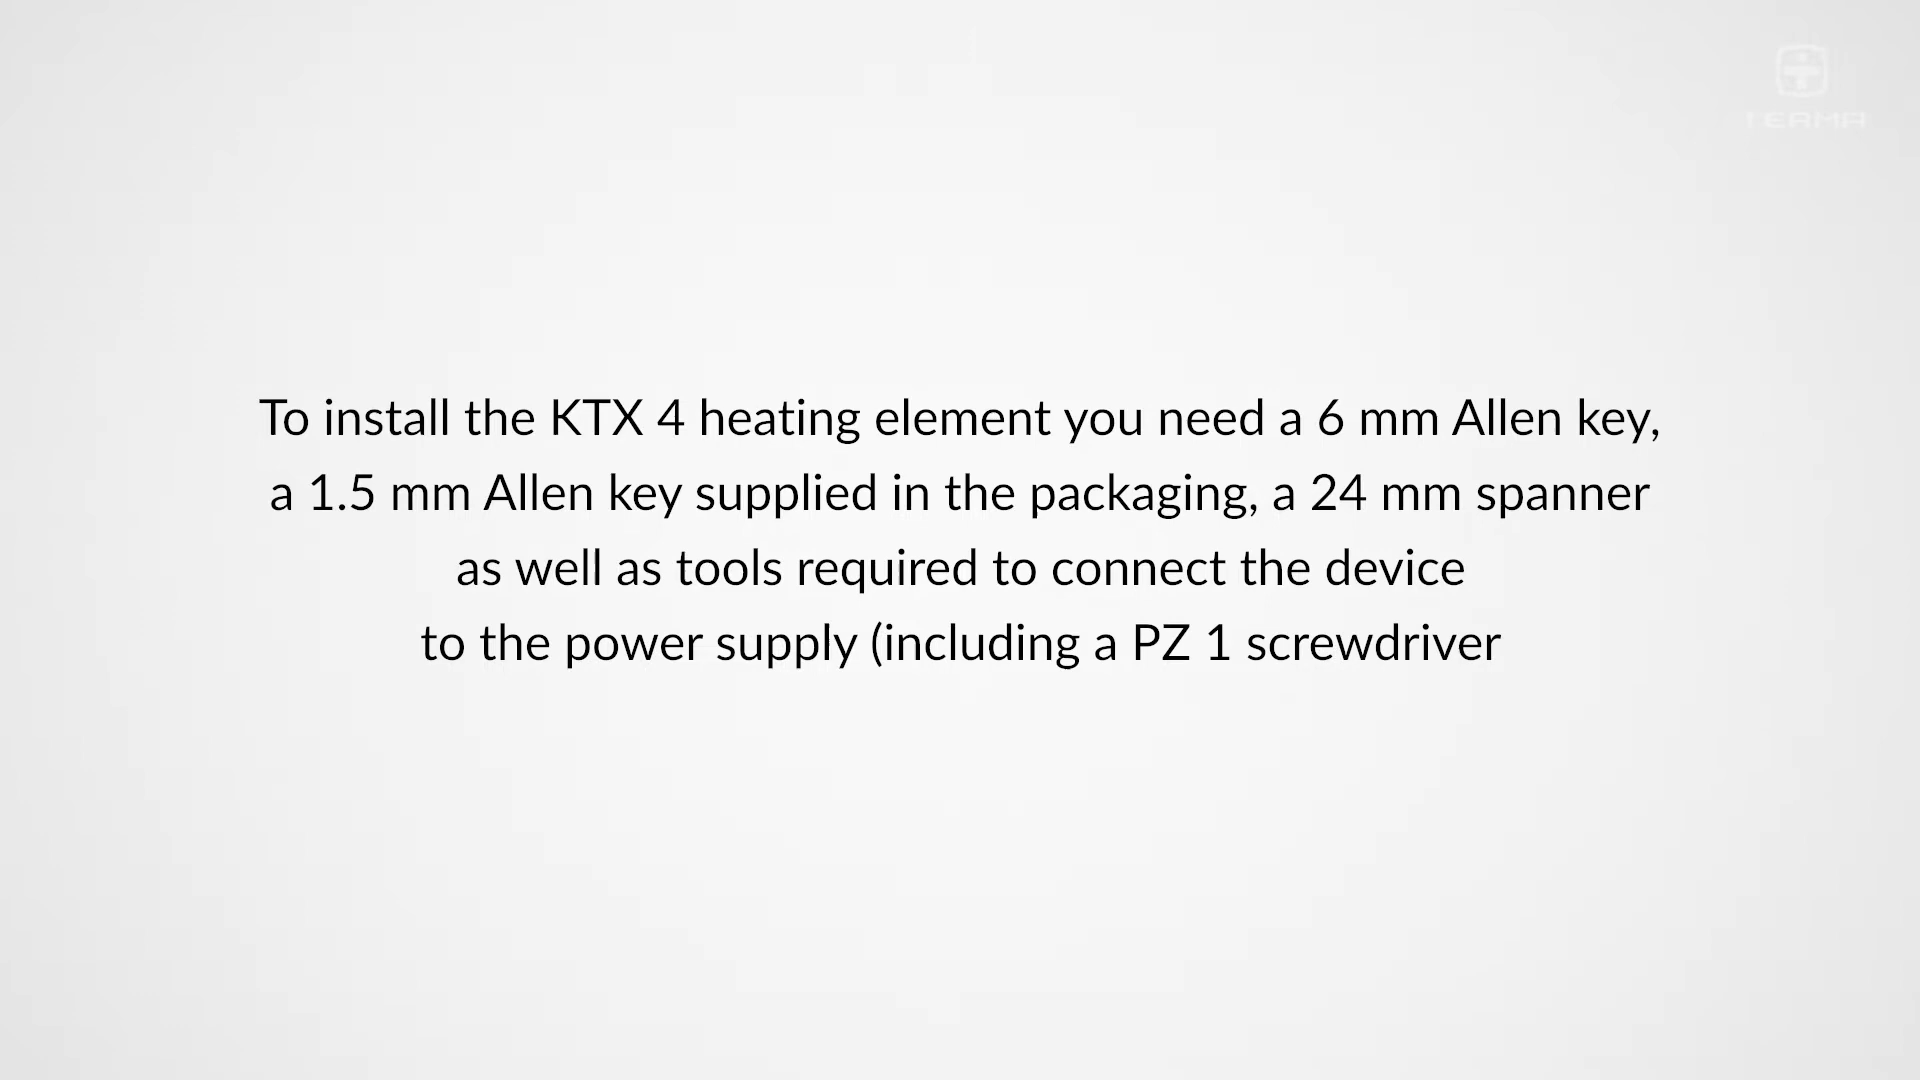 TERMA
To install the KTX 4 heating element you need a 6 mm Allen key,
a 1.5 mm Allen key supplied in the packaging, a 24 mm spanner
as well as tools required to connect the device
to the power supply (including a PZ 1 screwdriver